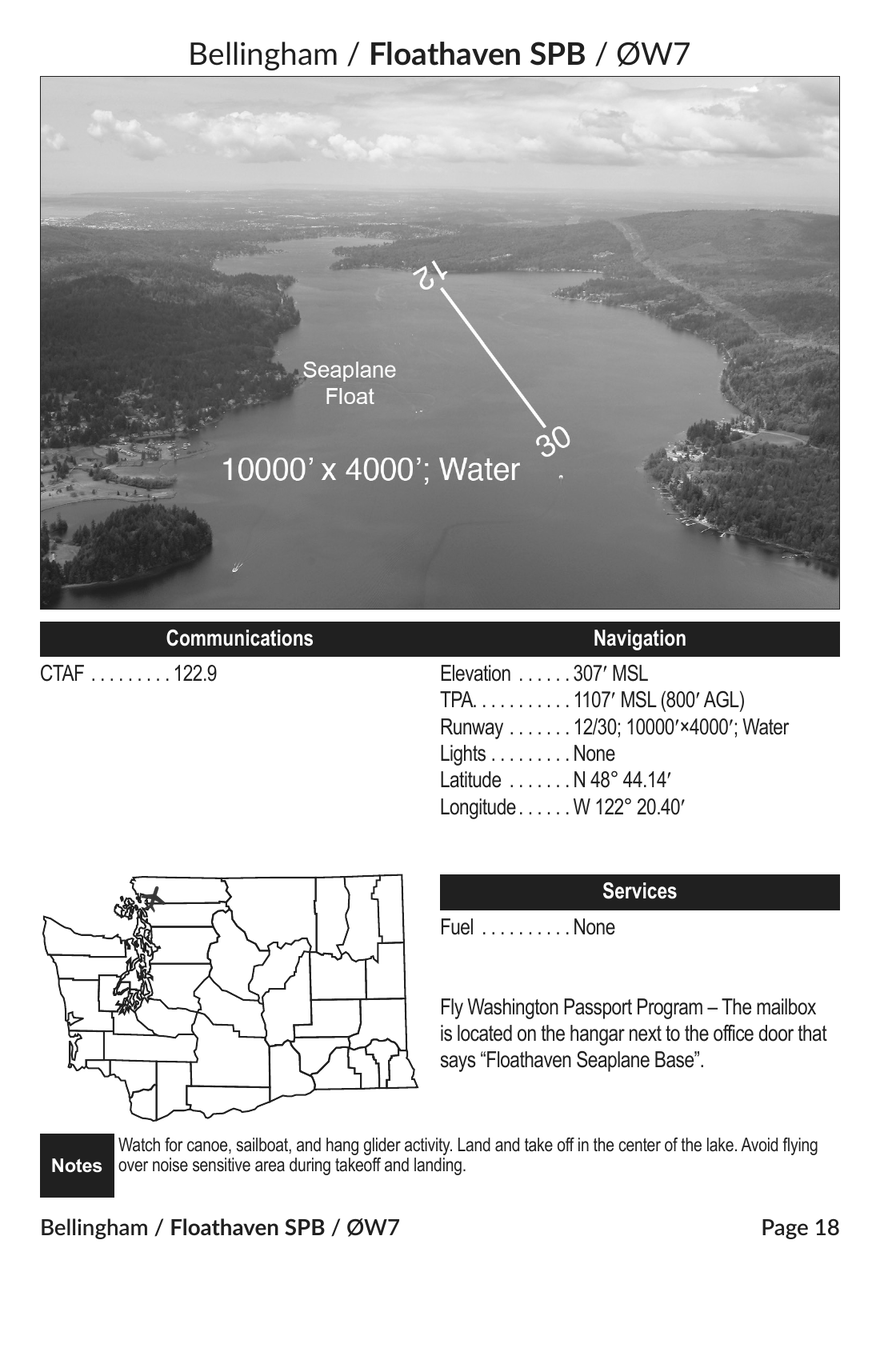 Bellingham / Floathaven SPB / ØW7
12
Seaplane
Float
30
10000’ x 4000’; Water
Communications
CTAF . . . . . . . . . 122.9
Navigation
Elevation . . . . . . 307′ MSL
TPA. . . . . . . . . . . 1107′ MSL (800′ AGL)
Runway . . . . . . . 12/30; 10000′×4000′; Water
Lights . . . . . . . . . None
Latitude . . . . . . . N 48° 44.14′
Longitude . . . . . . W 122° 20.40′
Services
Fuel . . . . . . . . . . None
Fly Washington Passport Program – The mailbox
is located on the hangar next to the office door that
says “Floathaven Seaplane Base”.
Notes
Watch for canoe, sailboat, and hang glider activity. Land and take off in the center of the lake. Avoid flying
over noise sensitive area during takeoff and landing.
Bellingham / Floathaven SPB / ØW7
Page 18